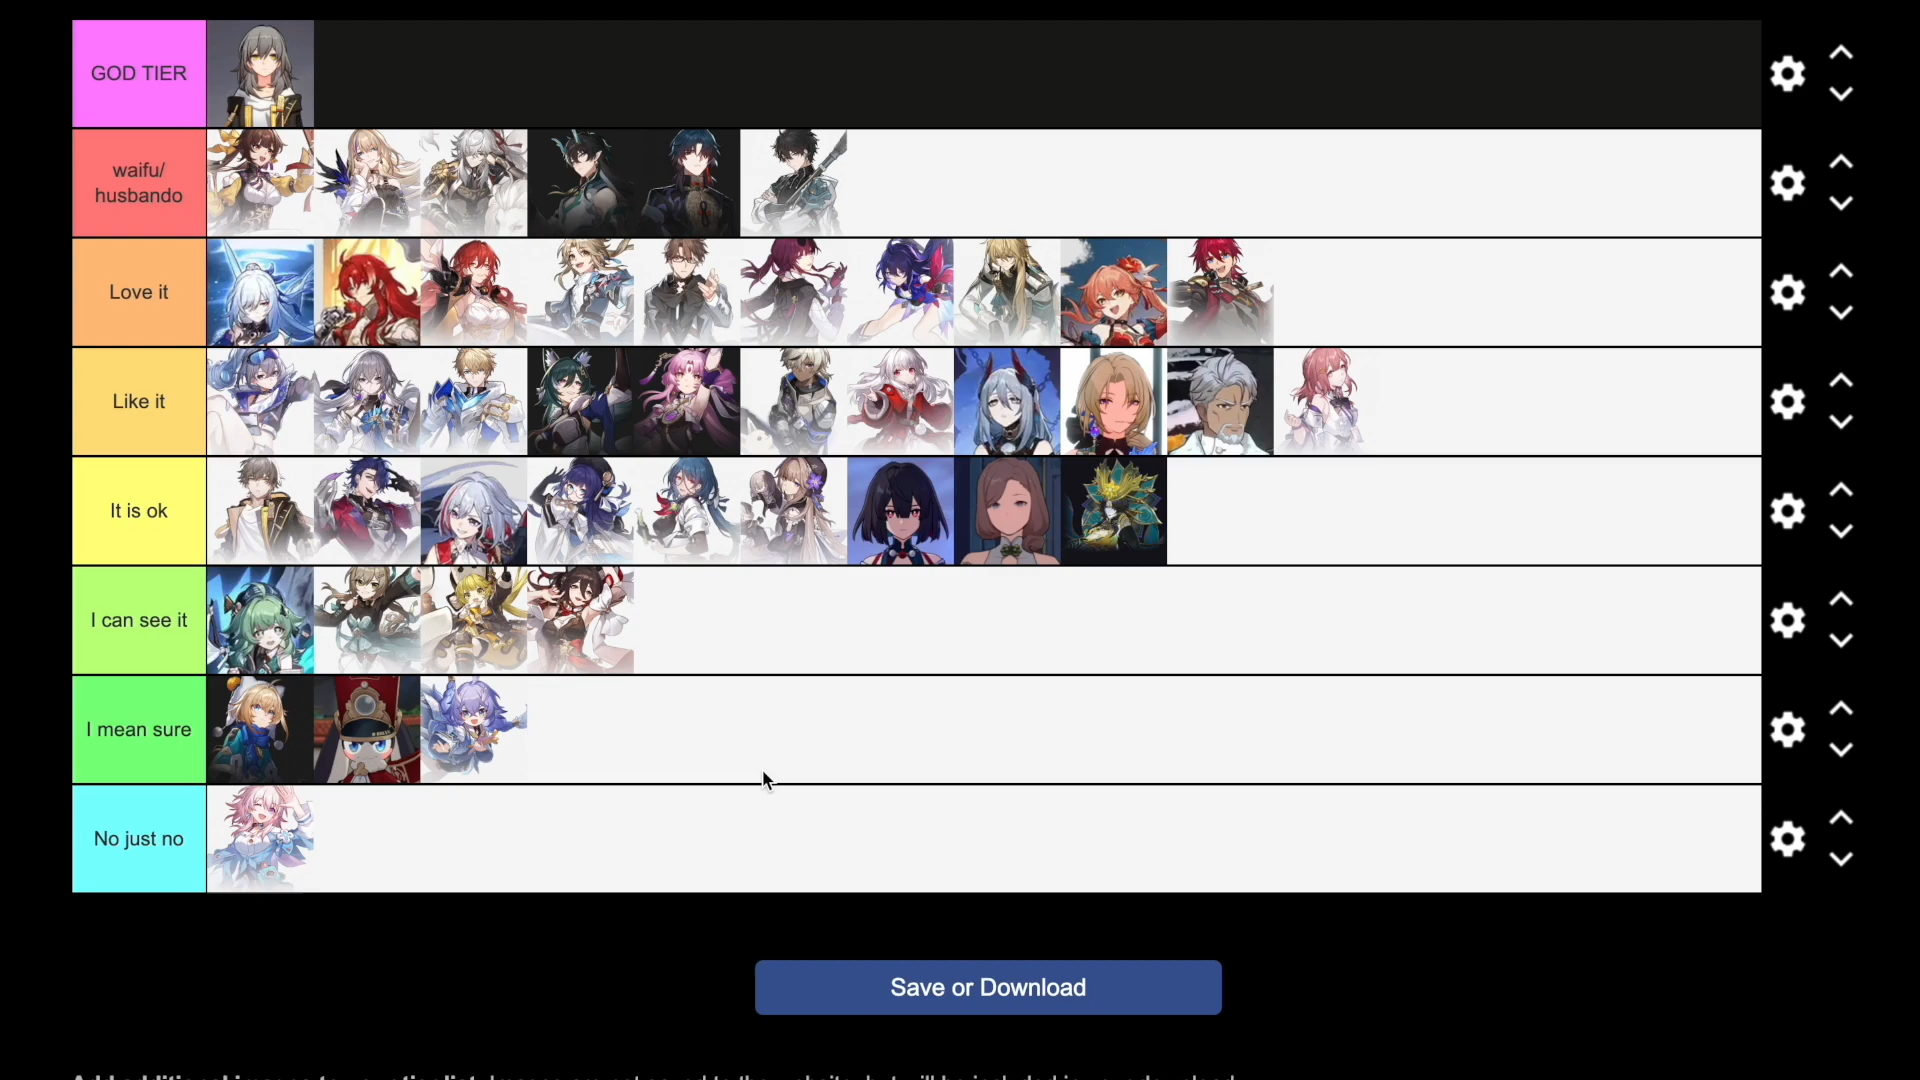 GOD TIER
waifu/
husbando
Love it
Like it
It is ok
I can see it
I mean sure
No just no
Save or Download